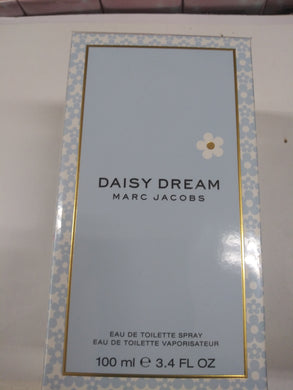 DAISY DREAM
MARC JACOBS
EAU DE TOILETTE SPRAY
EAU DE TOILETTE VAPORISATEUR
100 ml ℮ 3.4 FL OZ